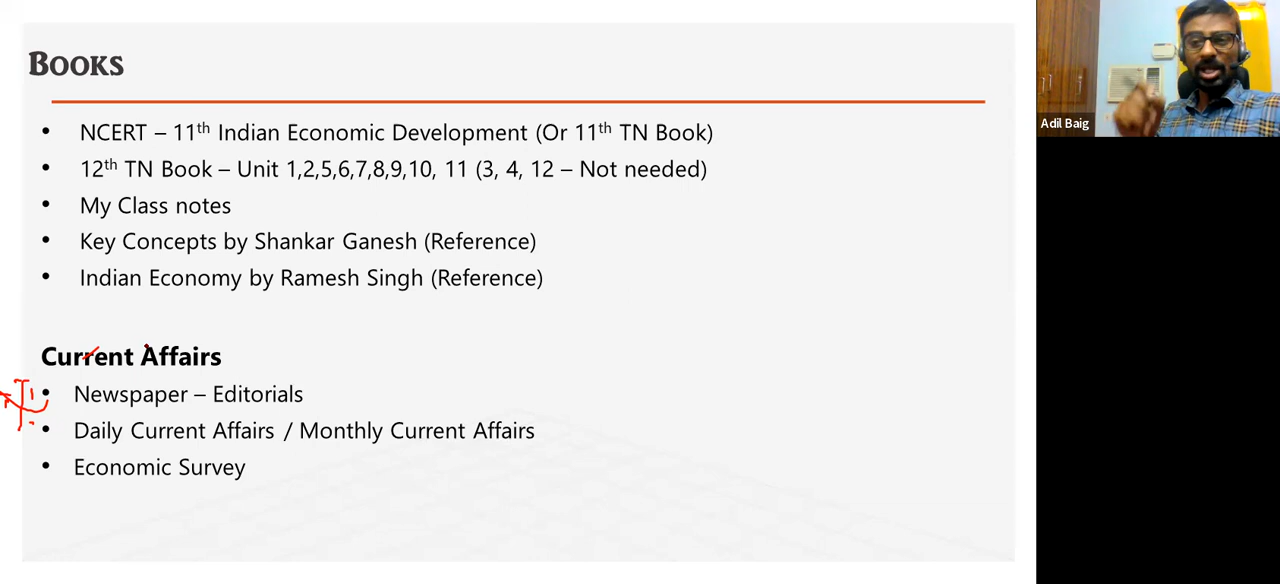 BOOKS
• NCERT – 11th Indian Economic Development (Or 11th TN Book)
• 12th TN Book – Unit 1,2,5,6,7,8,9,10, 11 (3, 4, 12 – Not needed)
• My Class notes
• Key Concepts by Shankar Ganesh (Reference)
• Indian Economy by Ramesh Singh (Reference)
Current Affairs
• Newspaper – Editorials
• Daily Current Affairs / Monthly Current Affairs
• Economic Survey
Adil Baig